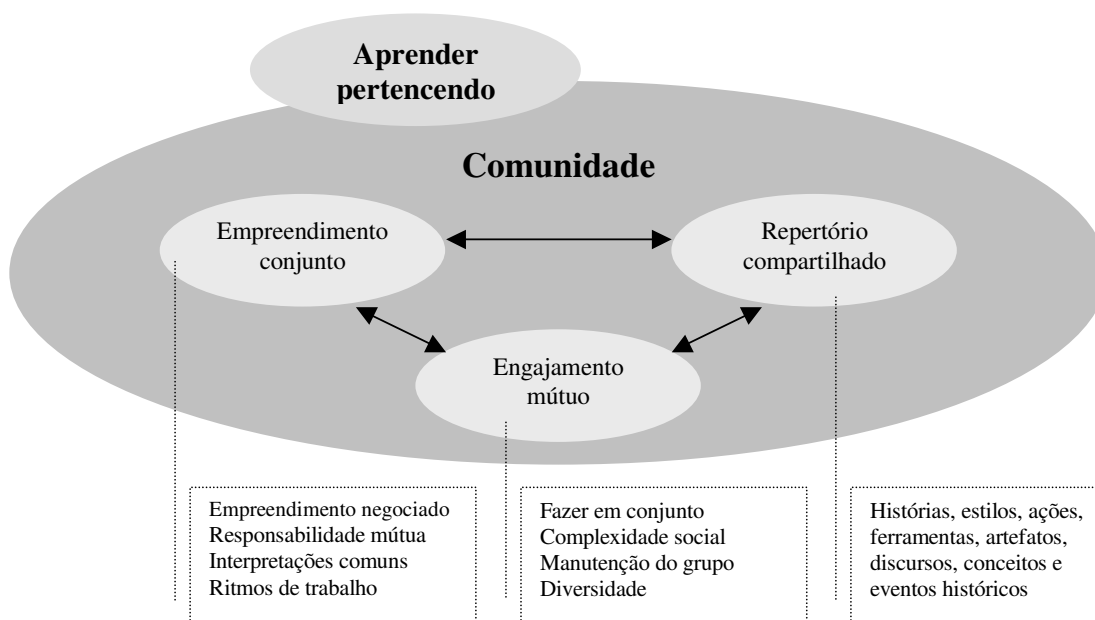 Aprender
pertencendo
Comunidade
Empreendimento
conjunto
Repertório
compartilhado
Engajamento
mútuo
Empreendimento negociado
Responsabilidade mútua
Interpretações comuns
Ritmos de trabalho
Fazer em conjunto
Complexidade social
Manutenção do grupo
Diversidade
Histórias, estilos, ações,
ferramentas, artefatos,
discursos, conceitos e
eventos históricos